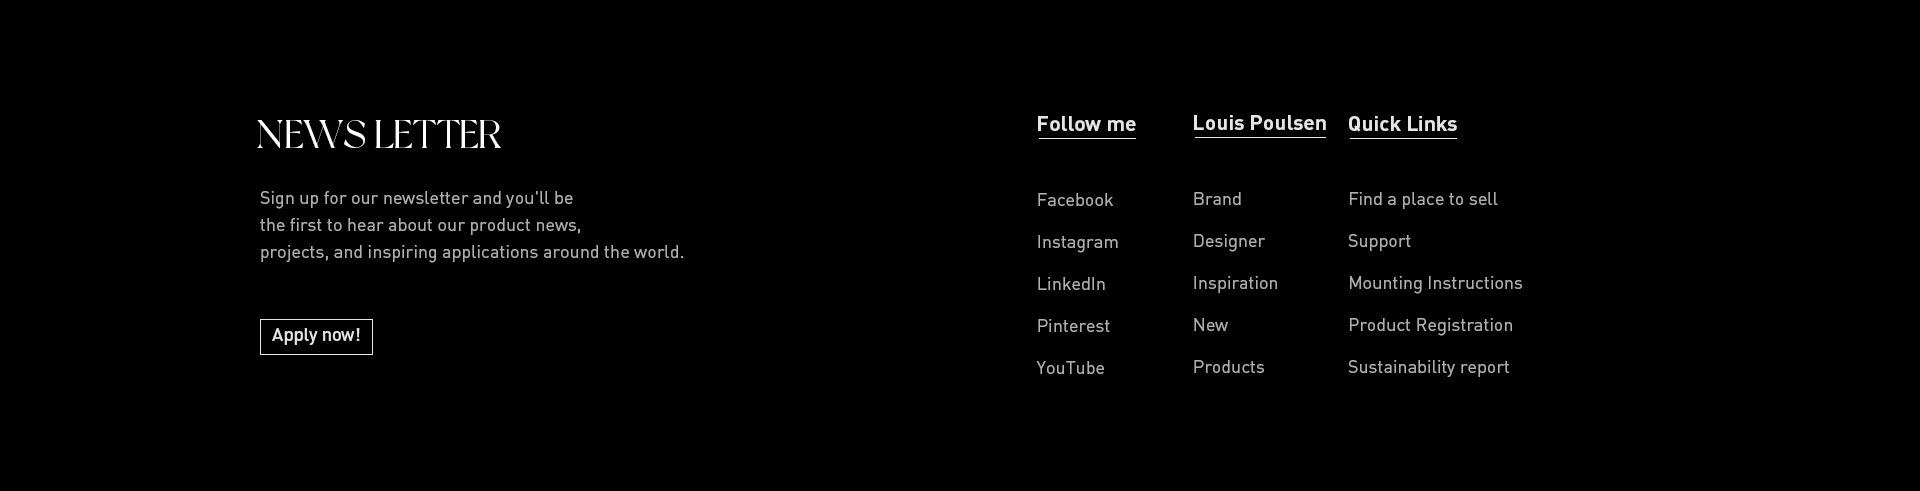 NEWS LETTER
Sign up for our newsletter and you'll be
the first to hear about our product news,
projects, and inspiring applications around the world.
Apply now!
Follow me
Facebook
Instagram
LinkedIn
Pinterest
YouTube
Louis Poulsen
Brand
Designer
Inspiration
New
Products
Quick Links
Find a place to sell
Support
Mounting Instructions
Product Registration
Sustainability report